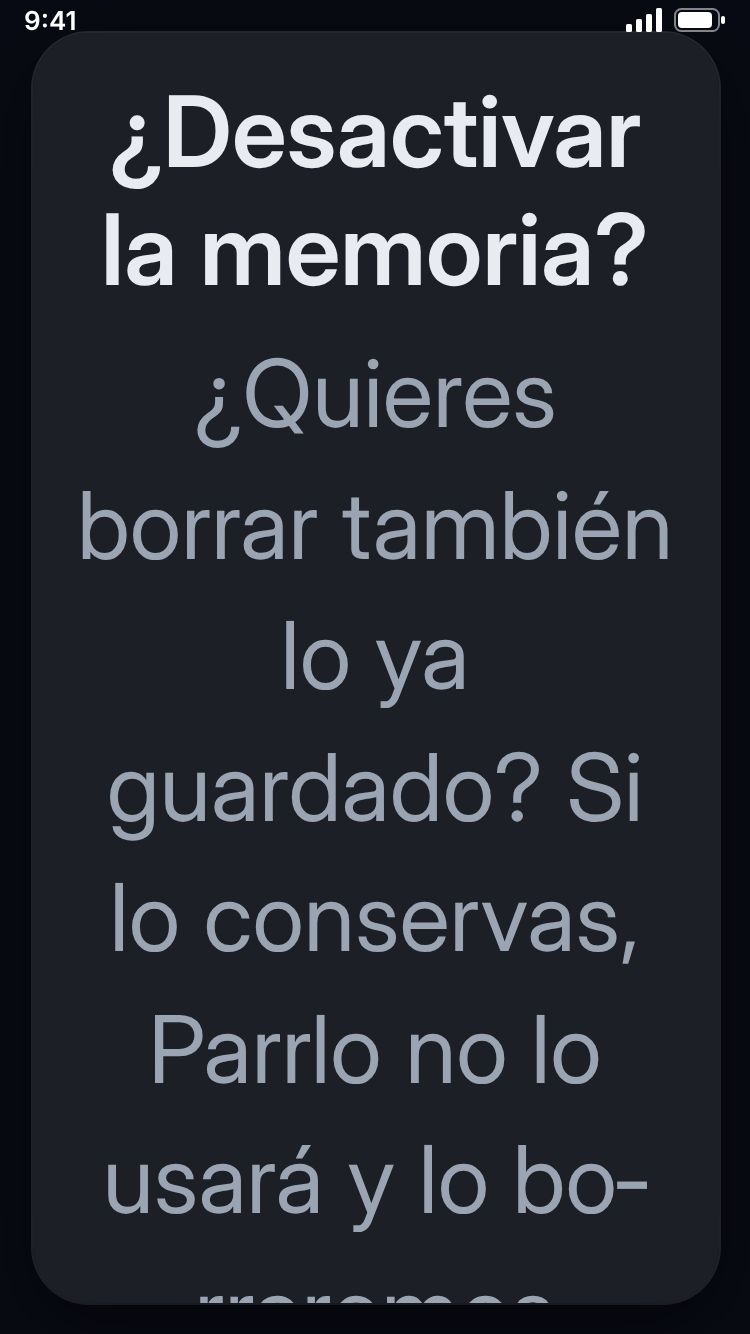 9:41
¿Desactivar
la memoria?
¿Quieres
borrar también
lo ya
guardado? Si
lo conservas,
Parrlo no lo
usará y lo bo-